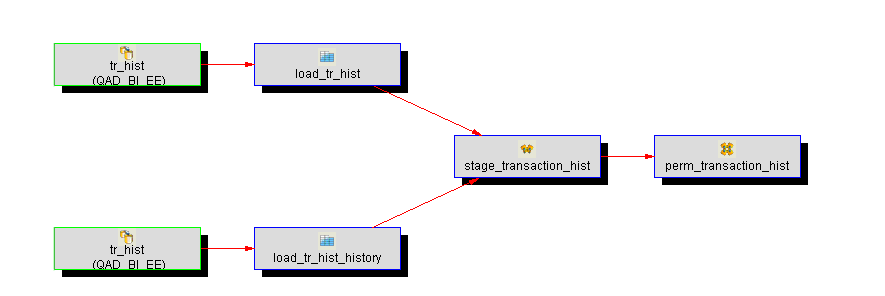 tr_hist
(QAD_BI_EE)
load_tr_hist
stage_transaction_hist
perm_transaction_hist
tr_hist
(QAD_BI_EE)
load_tr_hist_history